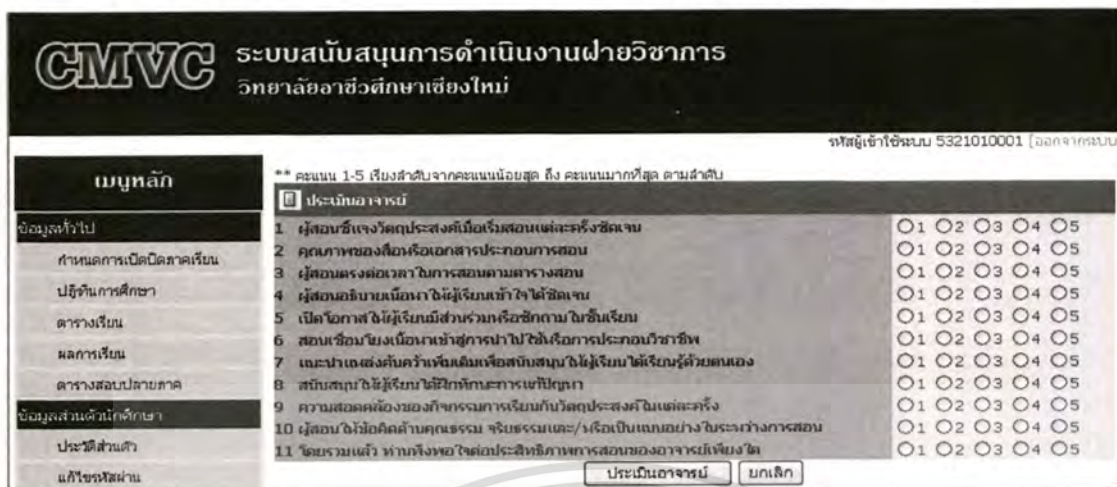 CMVC ระบบสนับสนุนการดำเนินงานฝ่ายวิชาการ
วิทยาลัยอาชีวศึกษาเชียงใหม่
รหัสผู้เข้าใช้ระบบ 5321010001 [ออกจากระบบ
เมนูหลัก
ข้อมูลทั่วไป
กำหนดการเปิดปิดภาคเรียน
ปฏิทินการศึกษา
ตารางเรียน
ผลการเรียน
ตารางสอบปลายภาค
ข้อมูลส่วนตัวนักศึกษา
ประวัติส่วนตัว
แก้ไขรหัสผ่าน
** คะแนน 1-5 เรียงลำดับจากคะแนนน้อยสุด ถึง คะแนนมากที่สุด ตามลำดับ
ประเมินอาจารย์
1 ผู้สอนชี้แจงวัตถุประสงค์เมื่อเริ่มสอนแต่ละครั้งชัดเจน 1 2 3 4 5
2 คุณภาพของสื่อหรือเอกสารประกอบการสอน 1 2 3 4 5
3 ผู้สอนตรงต่อเวลาในการสอนตามตารางสอน 1 2 3 4 5
4 ผู้สอนอธิบายเนื้อหาให้ผู้เรียนเข้าใจได้ชัดเจน 1 2 3 4 5
5 เปิดโอกาสให้ผู้เรียนมีส่วนร่วมหรือซักถามในชั้นเรียน 1 2 3 4 5
6 สอนเชื่อมโยงเนื้อหาเข้าสู่การนำไปใช้หรือการประกอบวิชาชีพ 1 2 3 4 5
7 แนะนำแหล่งค้นคว้าเพิ่มเติมเพื่อสนับสนุนให้ผู้เรียนได้เรียนรู้ด้วยตนเอง 1 2 3 4 5
8 สนับสนุนให้ผู้เรียนได้ฝึกทักษะการแก้ปัญหา 1 2 3 4 5
9 ความสอดคล้องของกิจกรรมการเรียนกับวัตถุประสงค์ในแต่ละครั้ง 1 2 3 4 5
10 ผู้สอนให้ข้อคิดด้านคุณธรรม จริยธรรมและ/หรือเป็นแบบอย่างในระหว่างการสอน 1 2 3 4 5
11 โดยรวมแล้ว ท่านพึงพอใจต่อประสิทธิภาพการสอนของอาจารย์เพียงใด 1 2 3 4 5
ประเมินอาจารย์ ยกเลิก